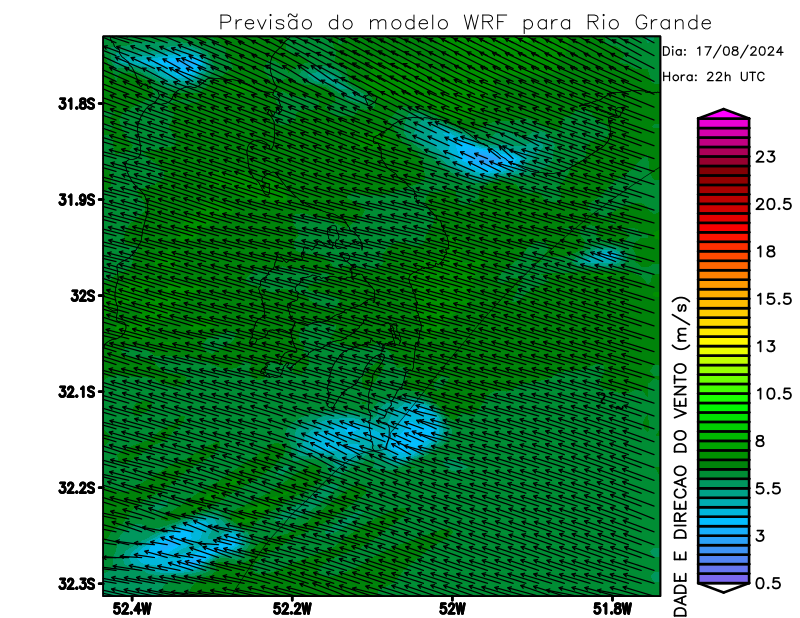 Previsão do modelo WRF para Rio Grande
Dia: 17/08/2024
Hora: 22h UTC
31.8S
31.9S
32S
32.1S
32.2S
32.3S
52.4W
52.2W
52W
51.8W
DADE E DIRECAO DO VENTO (m/s)
23
20.5
18
15.5
13
10.5
8
5.5
3
0.5